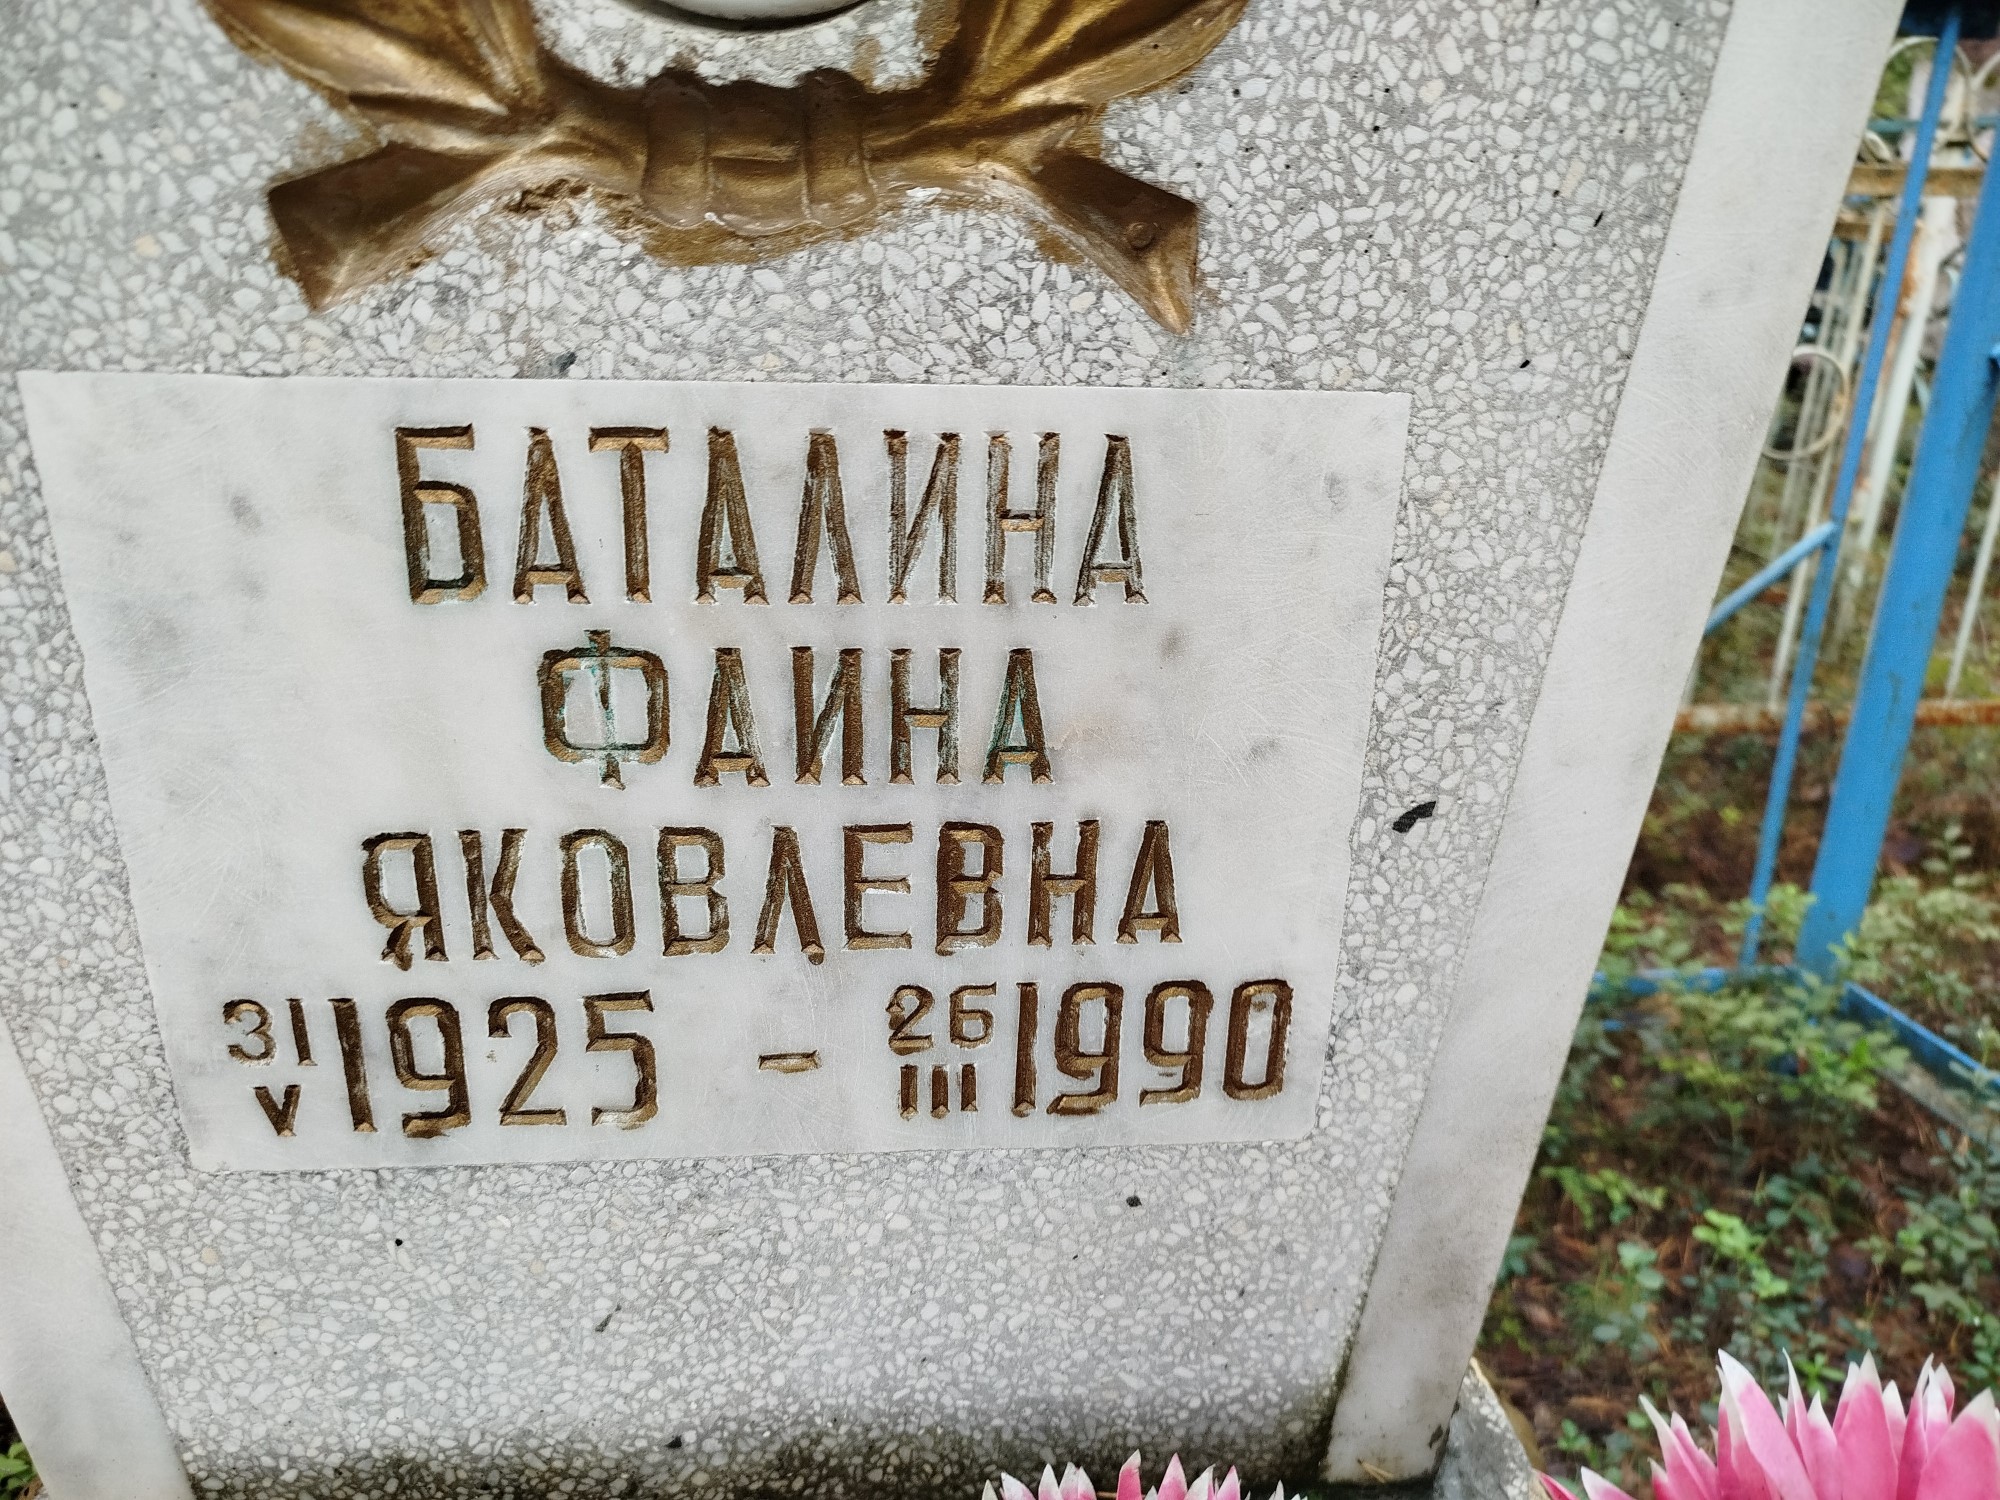 БАТАЛИНА
ФАИНА
ЯКОВЛЕВНА
31/V 1925 - 26/III 1990